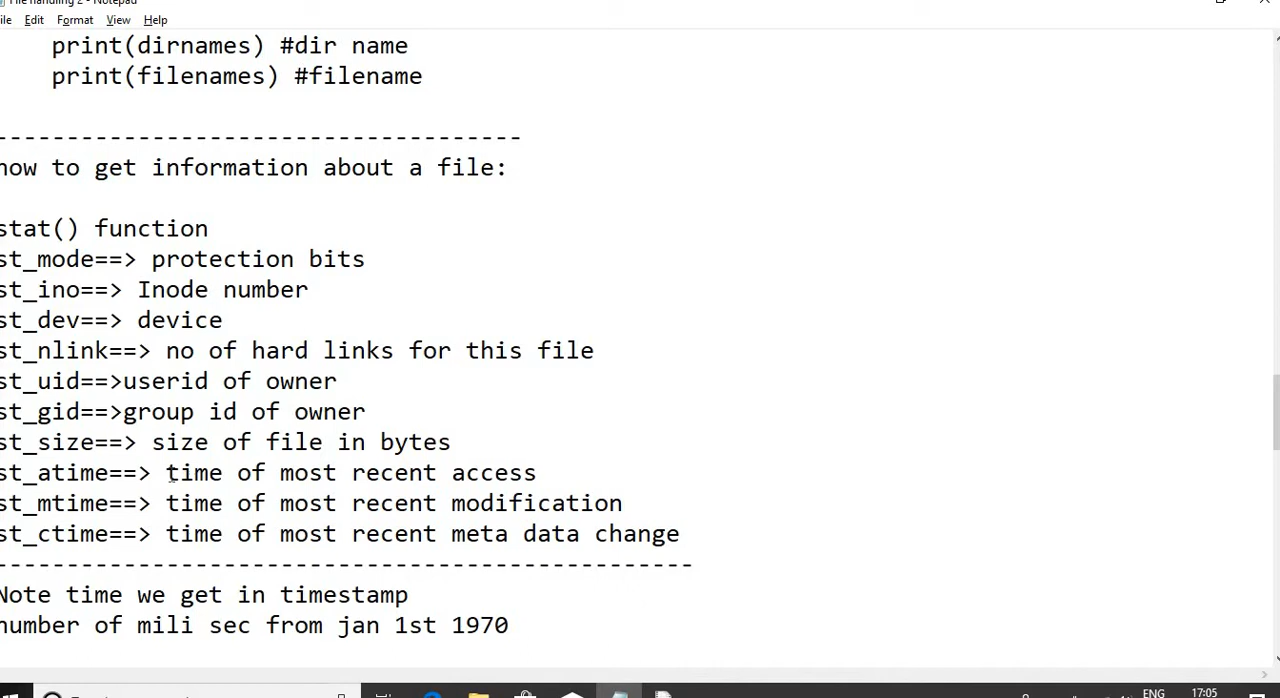 File handling 2 - Notepad
ile Edit Format View Help
print(dirnames) #dir name
print(filenames) #filename
-------------------------------------
how to get information about a file:
stat() function
st_mode==> protection bits
st_ino==> Inode number
st_dev==> device
st_nlink==> no of hard links for this file
st_uid==>userid of owner
st_gid==>group id of owner
st_size==> size of file in bytes
st_atime==> time of most recent access
st_mtime==> time of most recent modification
st_ctime==> time of most recent meta data change
-------------------------------------------------
Note time we get in timestamp
number of mili sec from jan 1st 1970
ENG
17:05